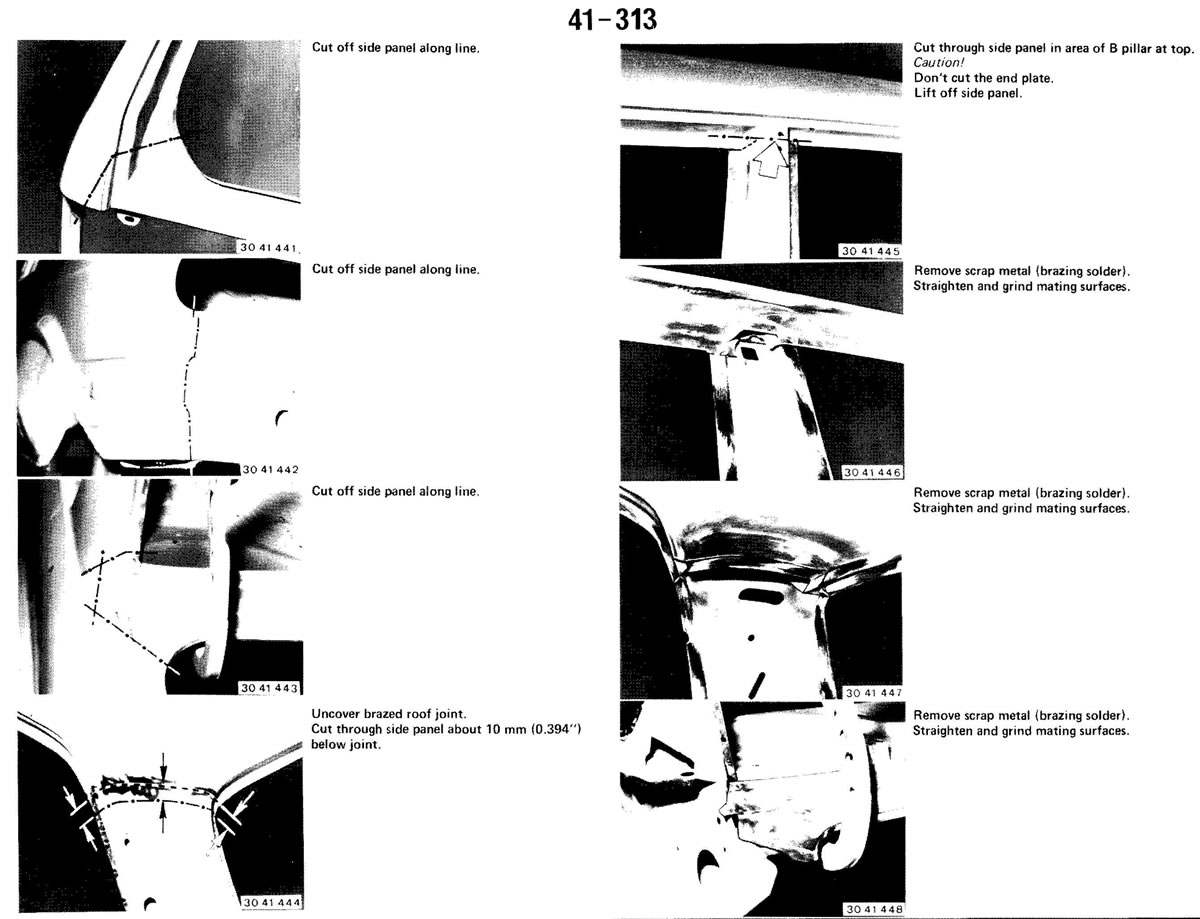 41-313
Cut off side panel along line.
30 41 441
Cut off side panel along line.
30 41 442
Cut off side panel along line.
30 41 443
Uncover brazed roof joint.
Cut through side panel about 10 mm (0.394")
below joint.
30 41 444
Cut through side panel in area of B pillar at top.
Caution!
Don't cut the end plate.
Lift off side panel.
30 41 445
Remove scrap metal (brazing solder).
Straighten and grind mating surfaces.
30 41 446
Remove scrap metal (brazing solder).
Straighten and grind mating surfaces.
30 41 447
Remove scrap metal (brazing solder).
Straighten and grind mating surfaces.
30 41 448